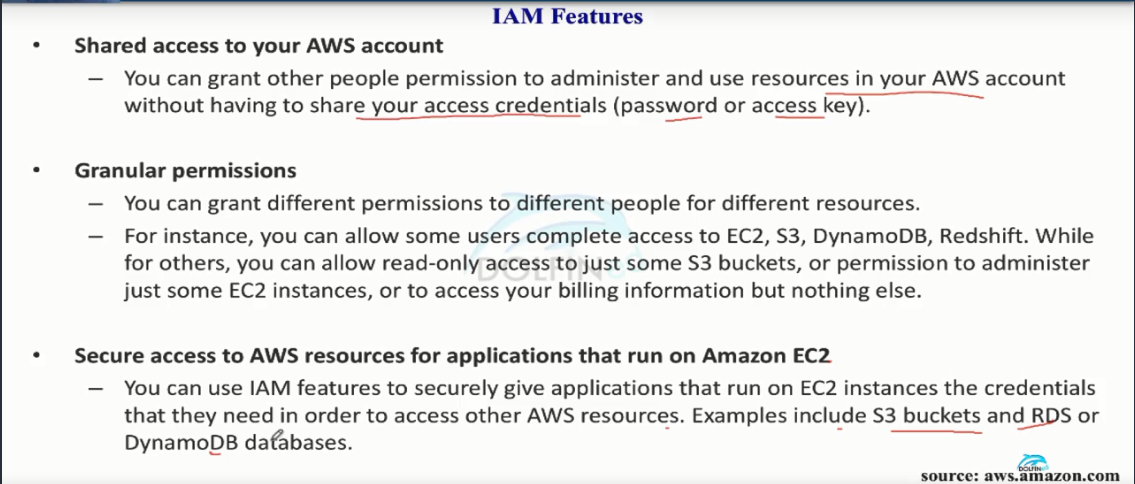 IAM Features
• Shared access to your AWS account
– You can grant other people permission to administer and use resources in your AWS account
without having to share your access credentials (password or access key).
• Granular permissions
– You can grant different permissions to different people for different resources.
– For instance, you can allow some users complete access to EC2, S3, DynamoDB, Redshift. While
for others, you can allow read-only access to just some S3 buckets, or permission to administer
just some EC2 instances, or to access your billing information but nothing else.
DOLFIN
• Secure access to AWS resources for applications that run on Amazon EC2
– You can use IAM features to securely give applications that run on EC2 instances the credentials
that they need in order to access other AWS resources. Examples include S3 buckets and RDS or
DynamoDB databases.
DOLFIN
source: aws.amazon.com